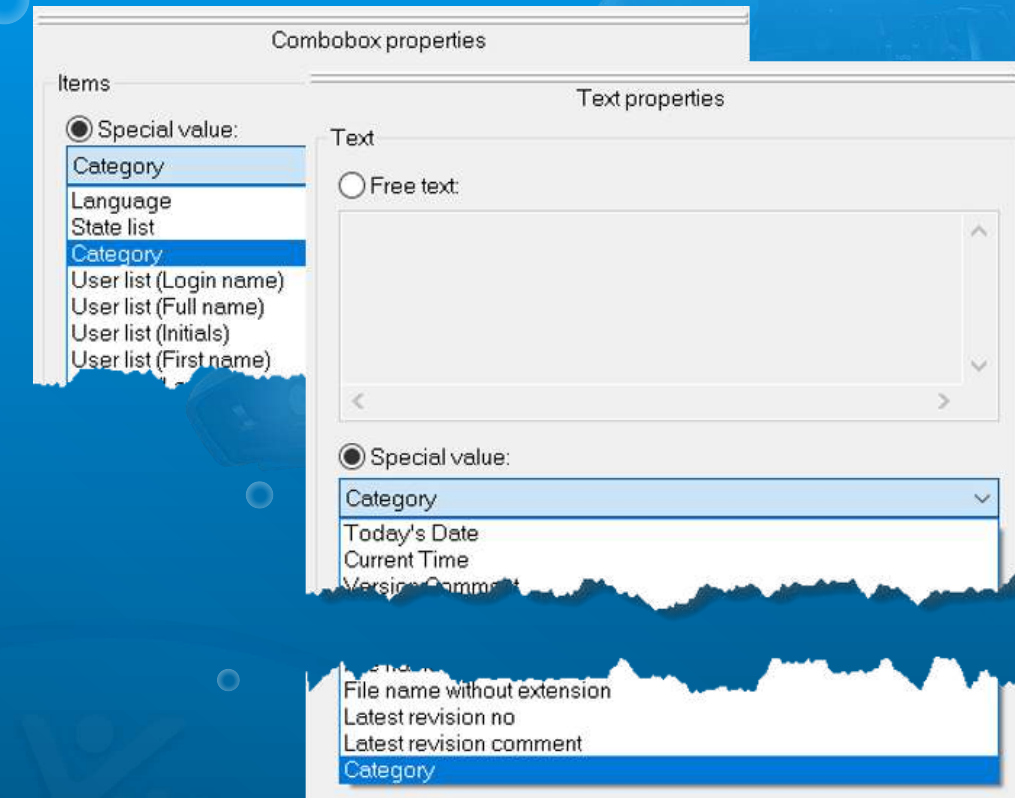 Combobox properties
Items
Special value:
Category
Language
State list
Category
User list (Login name)
User list (Full name)
User list (Initials)
User list (First name)
Text properties
Text
Free text:
Special value:
Category
Today's Date
Current Time
Version Comment
File name without extension
Latest revision no
Latest revision comment
Category